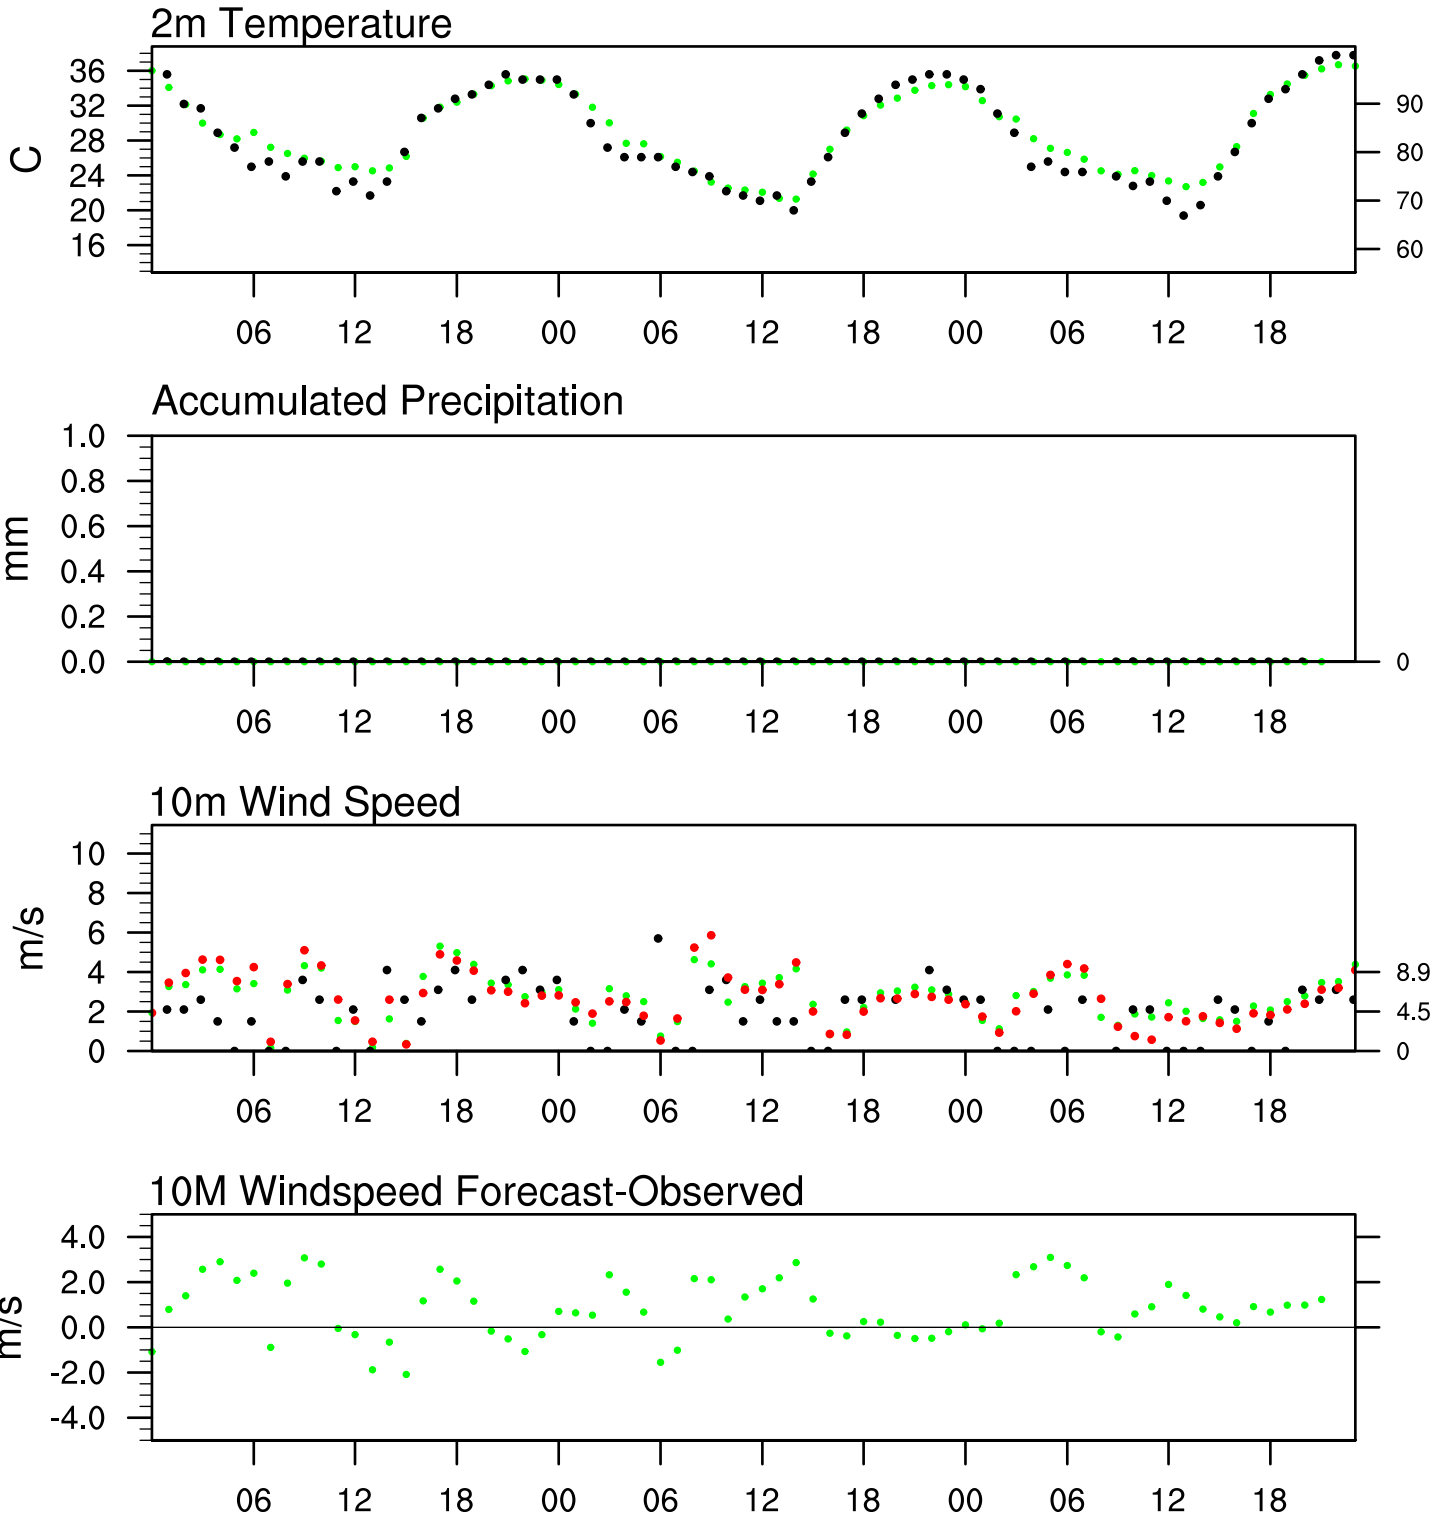 2m Temperature
36
32
28
24
20
16
C
90
80
70
60
06 12 18 00 06 12 18 00 06 12 18
Accumulated Precipitation
1.0
0.8
0.6
0.4
0.2
0.0
mm
0
06 12 18 00 06 12 18 00 06 12 18
10m Wind Speed
10
8
6
4
2
0
m/s
8.9
4.5
0
06 12 18 00 06 12 18 00 06 12 18
10M Windspeed Forecast-Observed
4.0
2.0
0.0
-2.0
-4.0
m/s
06 12 18 00 06 12 18 00 06 12 18